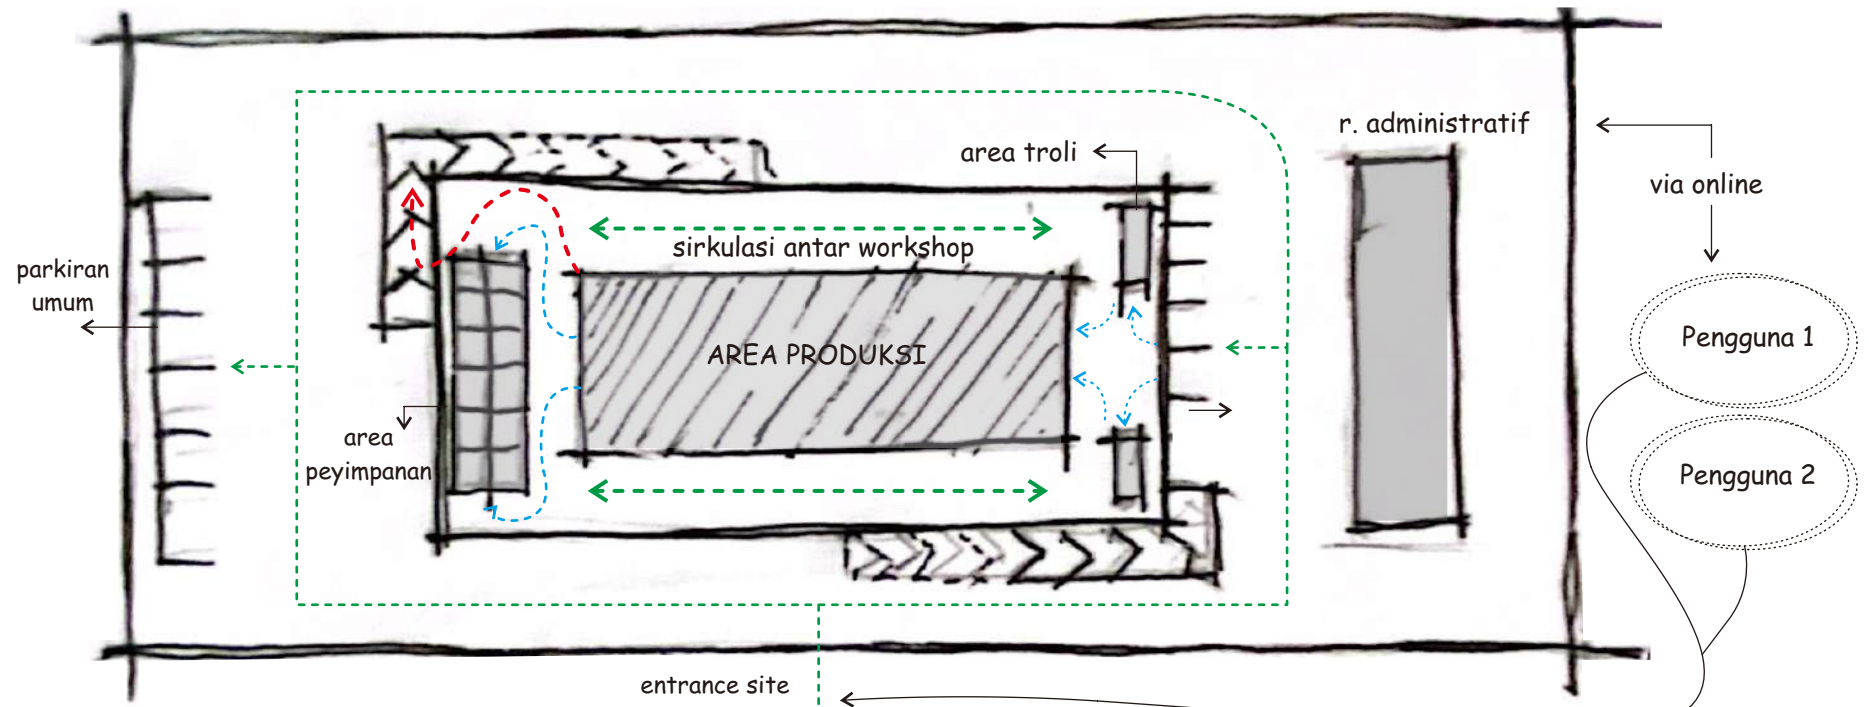 r. administratif
area troli
via online
sirkulasi antar workshop
parkiran
umum
Pengguna 1
AREA PRODUKSI
area
peyimpanan
Pengguna 2
entrance site